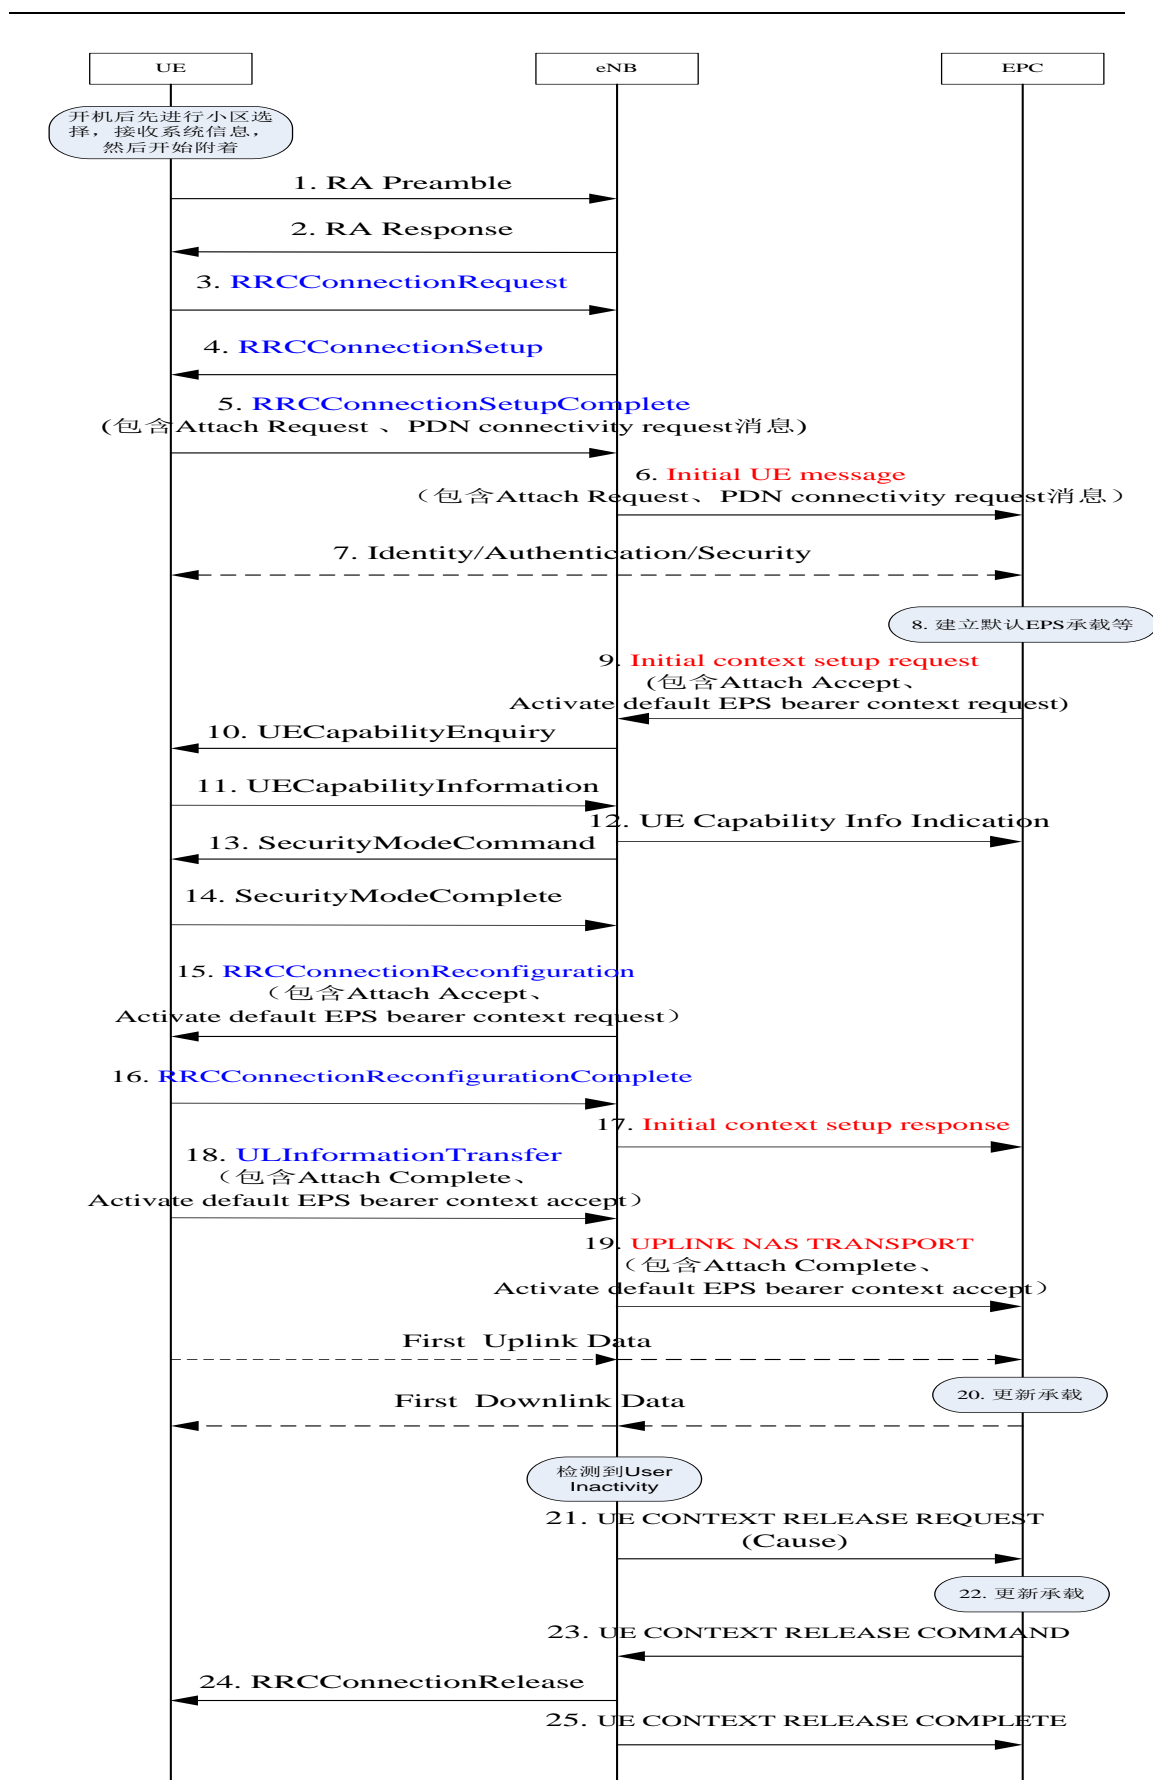 UE
eNB
EPC
开机后先进行小区选
择，接收系统信息，
然后开始附着
1. RA Preamble
2. RA Response
3. RRCConnectionRequest
4. RRCConnectionSetup
5. RRCConnectionSetupComplete
(包含Attach Request 、PDN connectivity request消息)
6. Initial UE message
（包含Attach Request、PDN connectivity request消息）
7. Identity/Authentication/Security
8. 建立默认EPS承载等
9. Initial context setup request
(包含Attach Accept、
Activate default EPS bearer context request)
10. UECapabilityEnquiry
11. UECapabilityInformation
12. UE Capability Info Indication
13. SecurityModeCommand
14. SecurityModeComplete
15. RRCConnectionReconfiguration
（包含Attach Accept、
Activate default EPS bearer context request）
16. RRCConnectionReconfigurationComplete
17. Initial context setup response
18. ULInformationTransfer
（包含Attach Complete、
Activate default EPS bearer context accept）
19. UPLINK NAS TRANSPORT
（包含Attach Complete、
Activate default EPS bearer context accept）
First Uplink Data
20. 更新承载
First Downlink Data
检测到User
Inactivity
21. UE CONTEXT RELEASE REQUEST
(Cause)
22. 更新承载
23. UE CONTEXT RELEASE COMMAND
24. RRCConnectionRelease
25. UE CONTEXT RELEASE COMPLETE